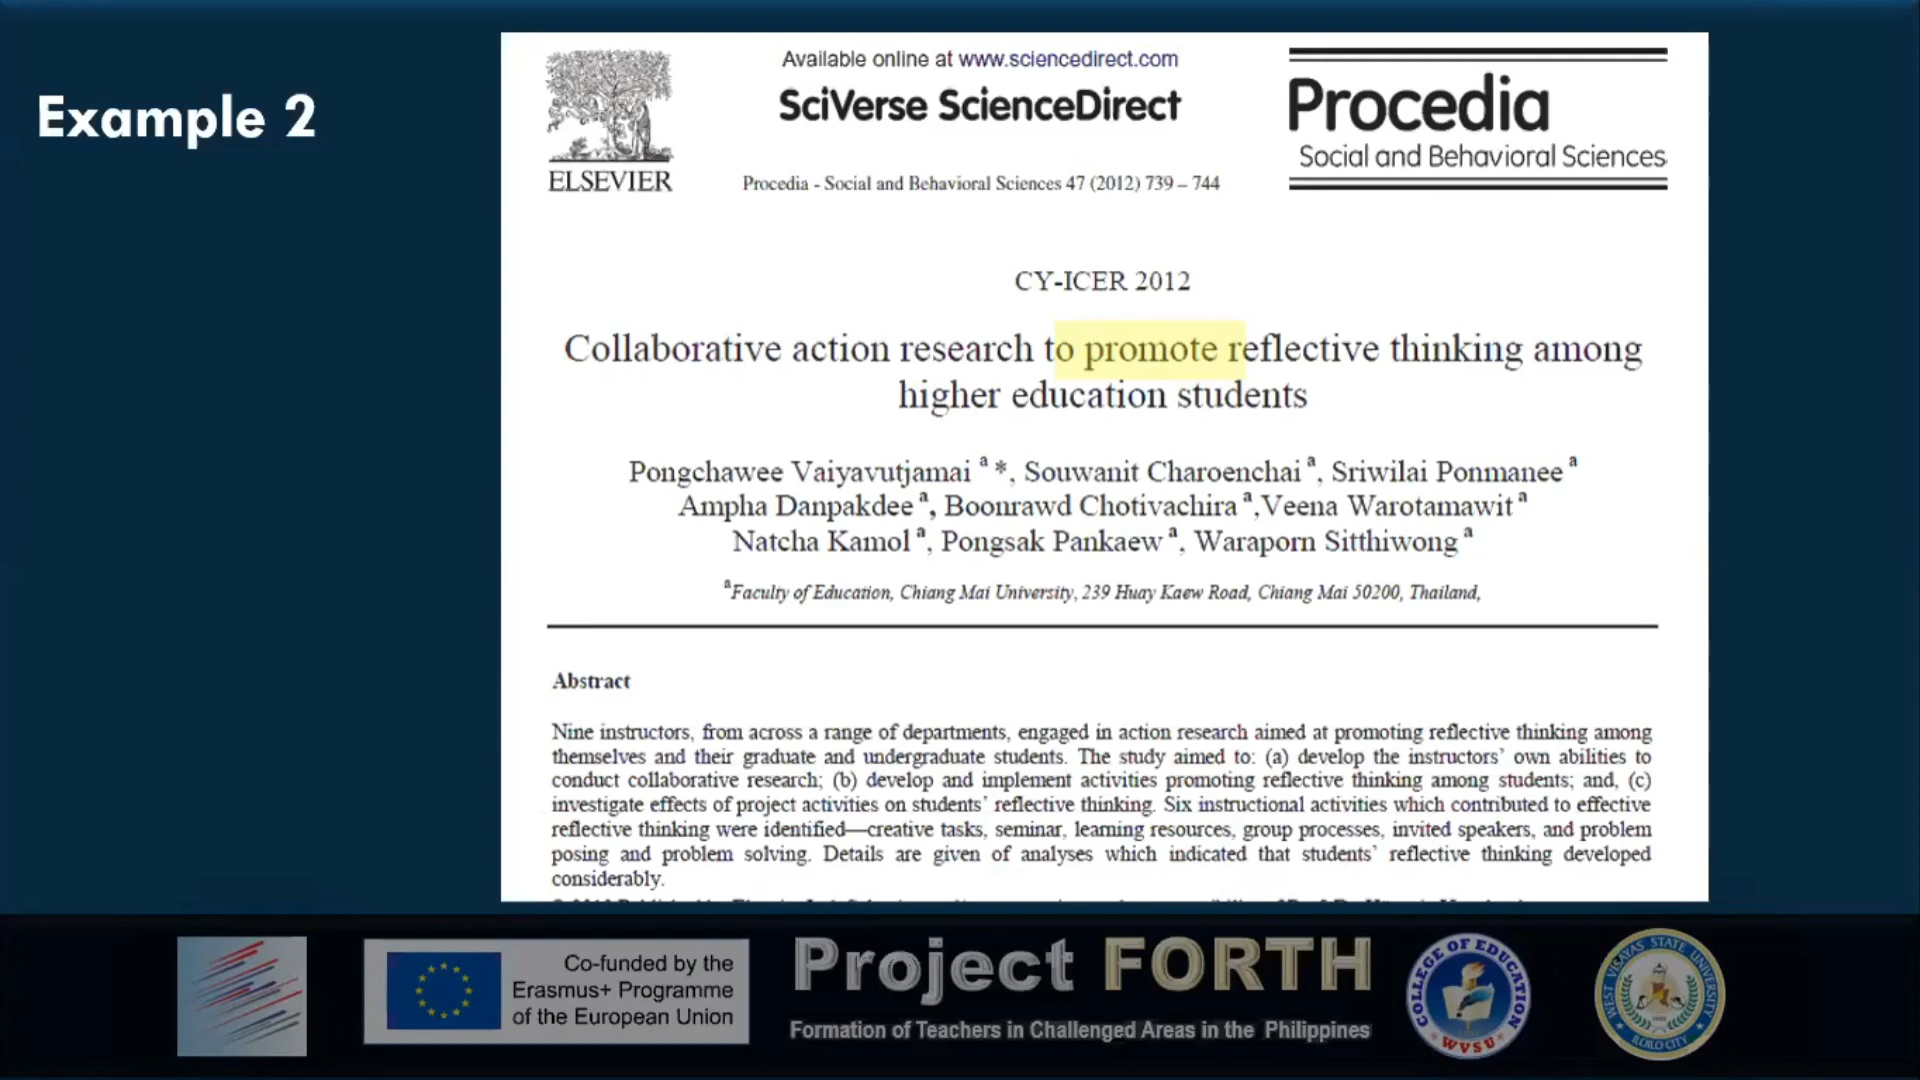 Example 2
ELSEVIER
Available online at www.sciencedirect.com
SciVerse ScienceDirect
Procedia - Social and Behavioral Sciences 47 (2012) 739 – 744
Procedia
Social and Behavioral Sciences
CY-ICER 2012
Collaborative action research to promote reflective thinking among
higher education students
Pongchawee Vaiyavutjamai a *, Souwanit Charoenchai a, Sriwilai Ponmanee a
Ampha Danpakdee a, Boonrawd Chotivachira a ,Veena Warotamawit a
Natcha Kamol a, Pongsak Pankaew a, Waraporn Sitthiwong a
a Faculty of Education, Chiang Mai University, 239 Huay Kaew Road, Chiang Mai 50200, Thailand,
Abstract
Nine instructors, from across a range of departments, engaged in action research aimed at promoting reflective thinking among
themselves and their graduate and undergraduate students. The study aimed to: (a) develop the instructors' own abilities to
conduct collaborative research; (b) develop and implement activities promoting reflective thinking among students; and, (c)
investigate effects of project activities on students' reflective thinking. Six instructional activities which contributed to effective
reflective thinking were identified—creative tasks, seminar, learning resources, group processes, invited speakers, and problem
posing and problem solving. Details are given of analyses which indicated that students' reflective thinking developed
considerably.
Co-funded by the
Erasmus+ Programme
of the European Union
Project FORTH
Formation of Teachers in Challenged Areas in the Philippines
COLLEGE OF EDUCATION
WVSU
WEST VISAYAS STATE UNIVERSITY
ILOILO CITY